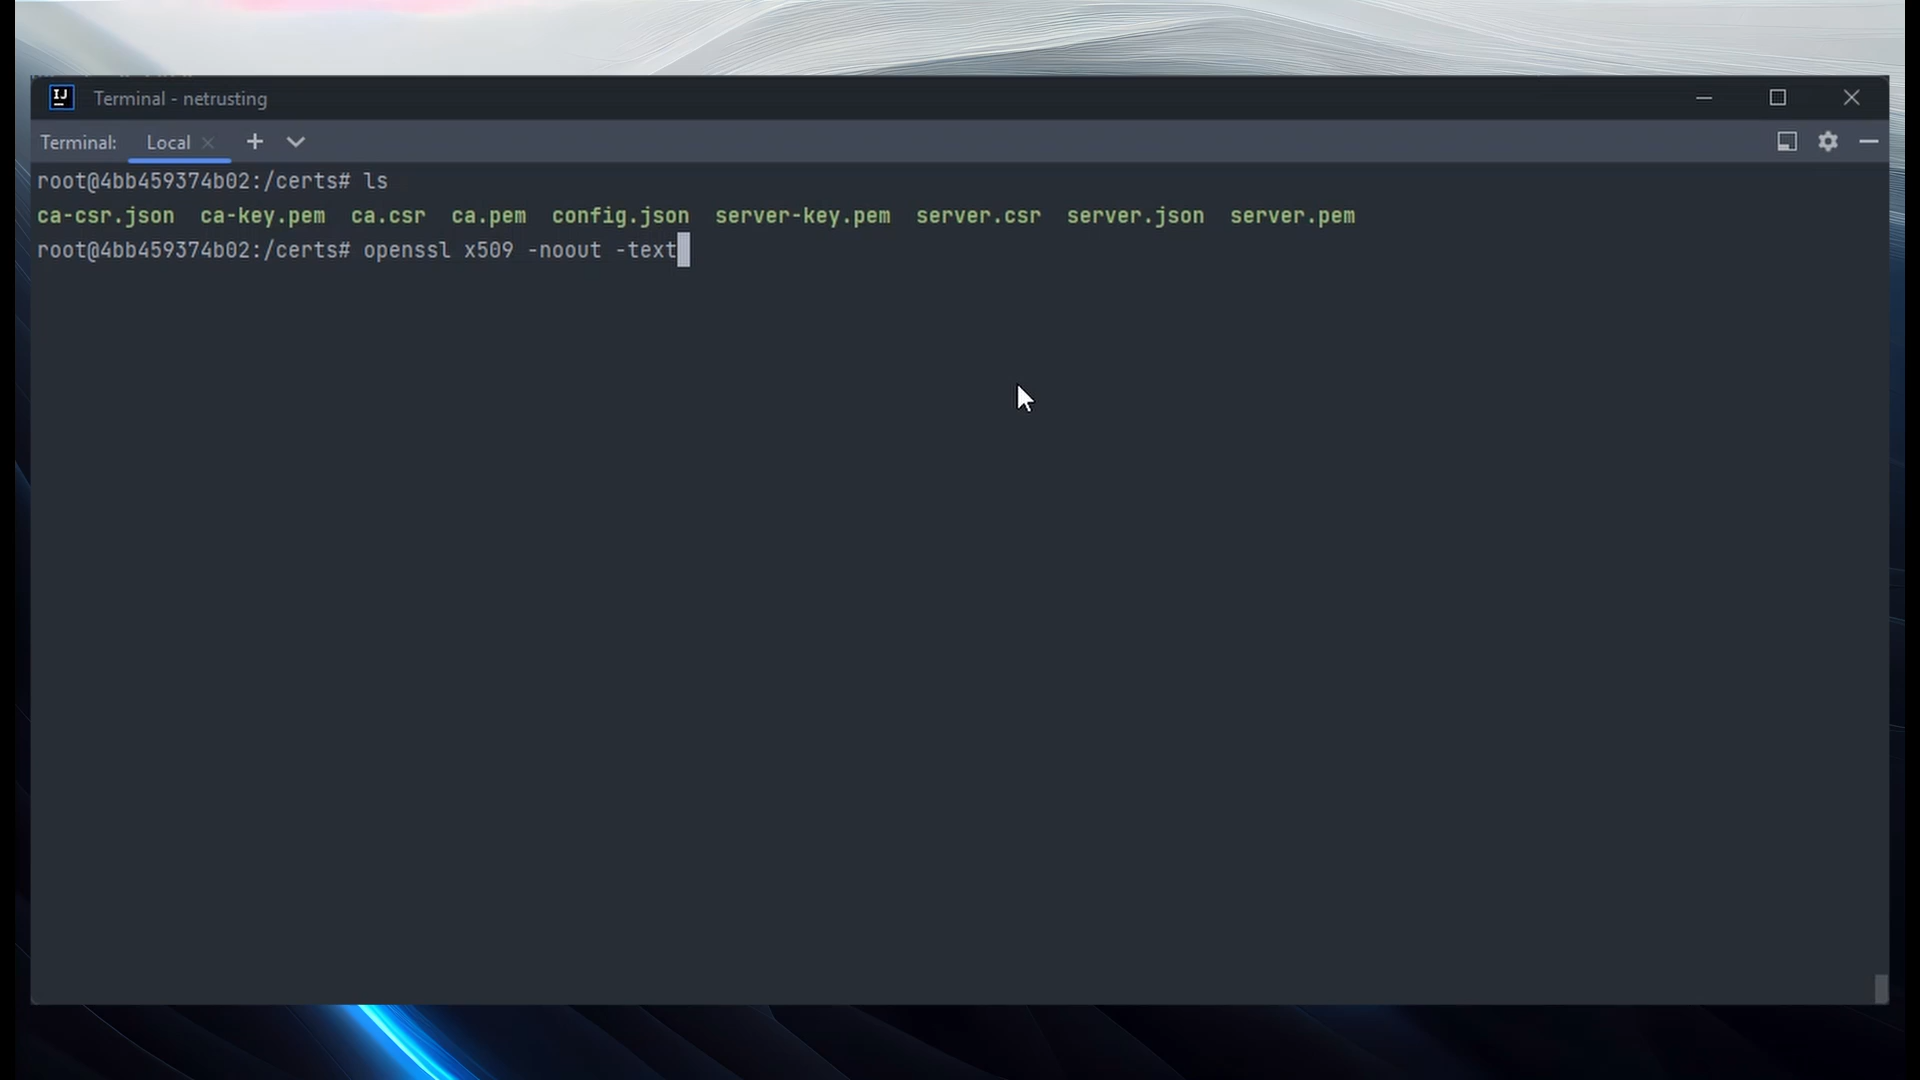 IJ
Terminal - netrusting
Terminal: Local
root@4bb459374b02:/certs# ls
ca-csr.json ca-key.pem ca.csr ca.pem config.json server-key.pem server.csr server.json server.pem
root@4bb459374b02:/certs# openssl x509 -noout -text